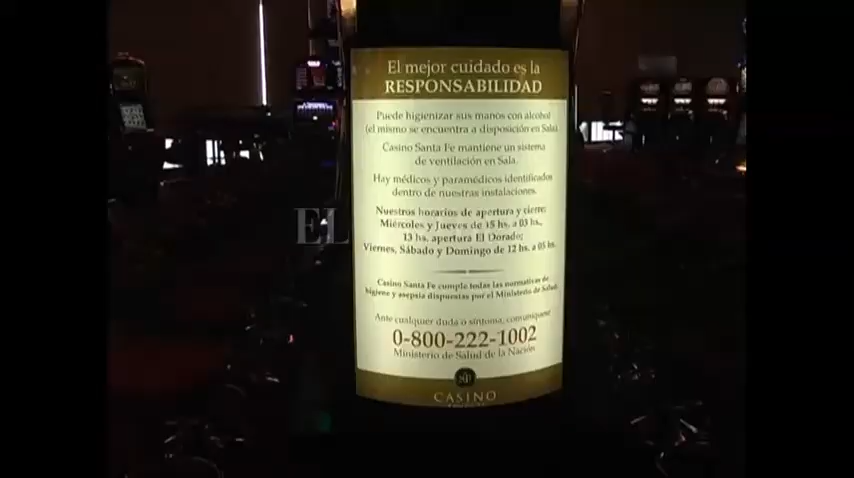 El mejor cuidado es la
RESPONSABILIDAD
Puede higienizar sus manos con alcohol
(el mismo se encuentra a disposición en Sala).
Casino Santa Fe mantiene un sistema
de ventilación en Sala.
Hay médicos y paramédicos identificados
dentro de nuestras instalaciones.
Nuestros horarios de apertura y cierre:
Miércoles y Jueves de 15 hs. a 03 hs.,
13 hs. apertura El Dorado;
Viernes, Sábado y Domingo de 12 hs. a 05 hs.
Casino Santa Fe cumple todas las normativas de
higiene y asepsia dispuestas por el Ministerio de Salud.
Ante cualquier duda o síntoma, comuníquese
0-800-222-1002
Ministerio de Salud de la Nación
CASINO
EL